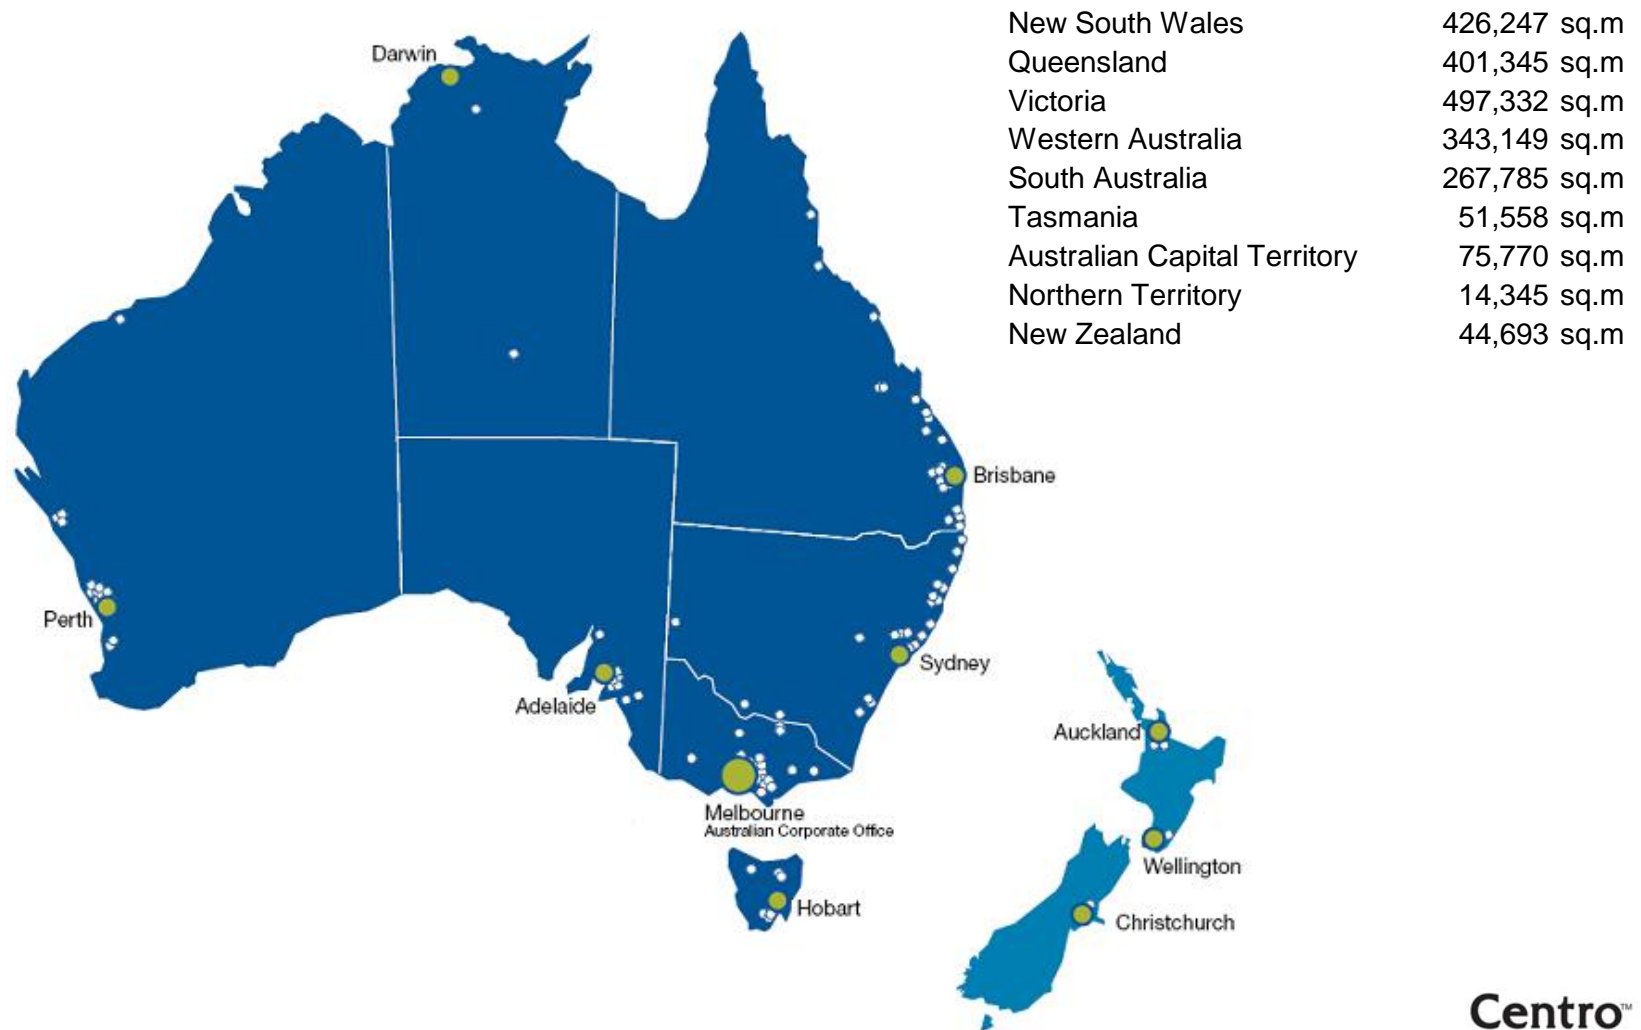 New South Wales 426,247 sq.m
Queensland 401,345 sq.m
Victoria 497,332 sq.m
Western Australia 343,149 sq.m
South Australia 267,785 sq.m
Tasmania 51,558 sq.m
Australian Capital Territory 75,770 sq.m
Northern Territory 14,345 sq.m
New Zealand 44,693 sq.m
Darwin
Brisbane
Perth
Sydney
Adelaide
Auckland
Melbourne
Australian Corporate Office
Wellington
Hobart
Christchurch
Centro™